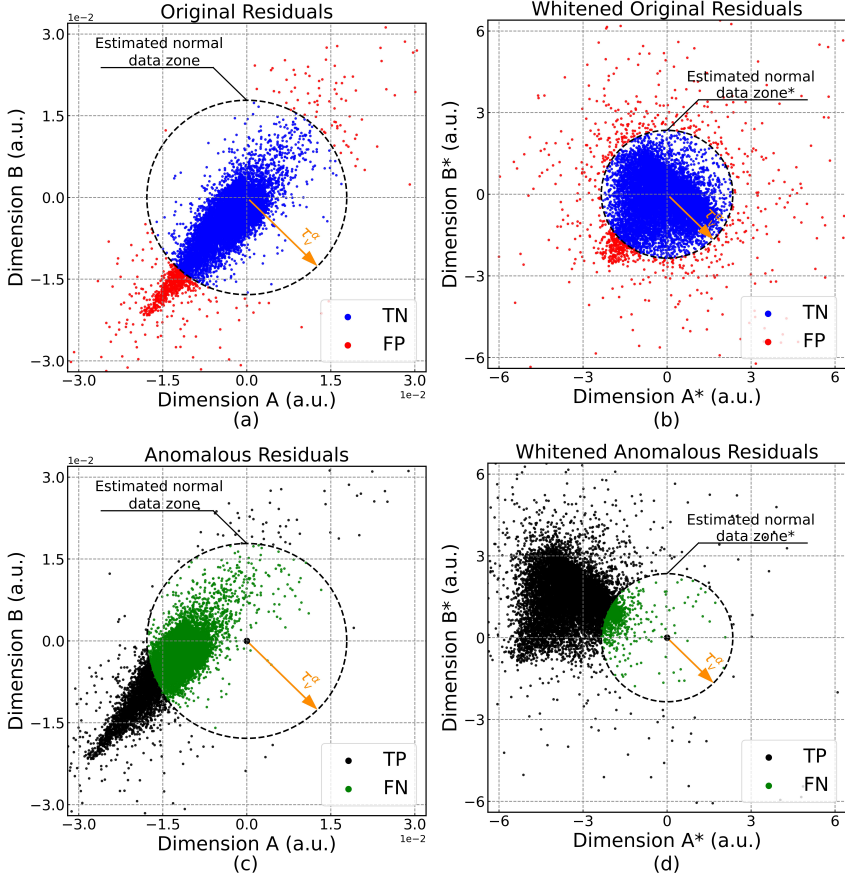 Original Residuals
1e−2
Estimated normal
data zone
3.0
1.5
0.0
−1.5
−3.0
Dimension B (a.u.)
τ_v^α
TN
FP
−3.0
−1.5
0.0
1.5
3.0
1e−2
Dimension A (a.u.)
(a)
Whitened Original Residuals
Estimated normal
data zone*
6
3
0
−3
−6
Dimension B* (a.u.)
TN
FP
−6
−3
0
3
6
Dimension A* (a.u.)
(b)
Anomalous Residuals
1e−2
Estimated normal
data zone
3.0
1.5
0.0
−1.5
−3.0
Dimension B (a.u.)
τ_v^α
TP
FN
−3.0
−1.5
0.0
1.5
3.0
1e−2
Dimension A (a.u.)
(c)
Whitened Anomalous Residuals
Estimated normal
data zone*
6
3
0
−3
−6
Dimension B* (a.u.)
τ_v^α
TP
FN
−6
−3
0
3
6
Dimension A* (a.u.)
(d)